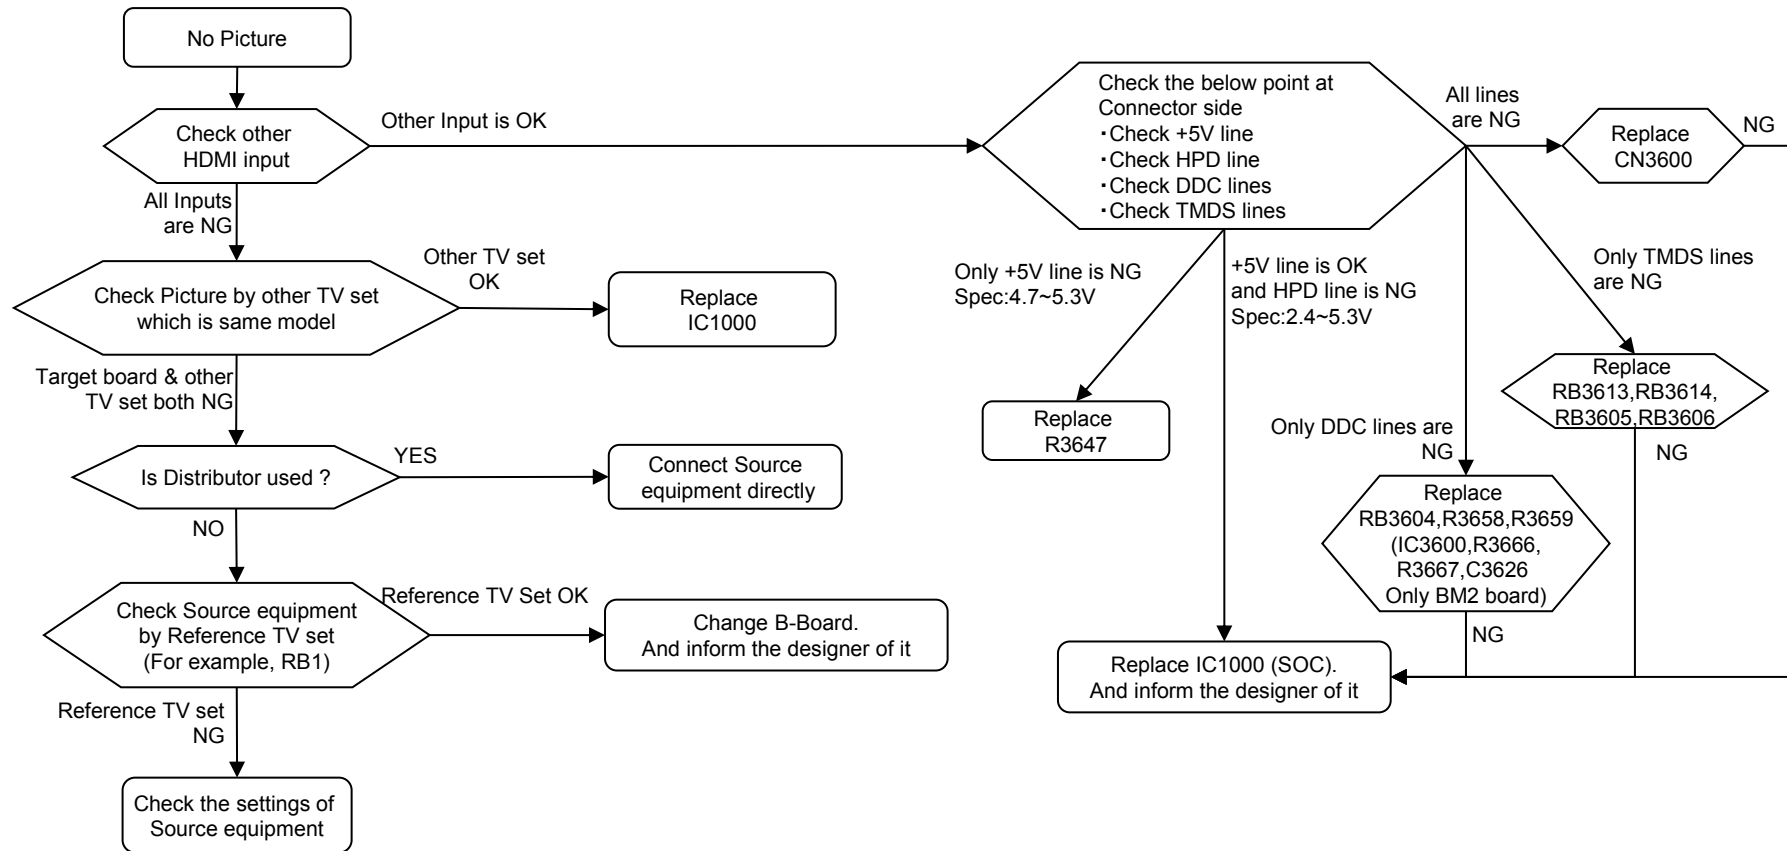 No Picture
Check other
HDMI input
Other Input is OK
All Inputs
are NG
Check Picture by other TV set
which is same model
Other TV set
OK
Replace
IC1000
Target board & other
TV set both NG
Is Distributor used ?
YES
Connect Source
equipment directly
NO
Check Source equipment
by Reference TV set
(For example, RB1)
Reference TV Set OK
Change B-Board.
And inform the designer of it
Reference TV set
NG
Check the settings of
Source equipment
Check the below point at
Connector side
・Check +5V line
・Check HPD line
・Check DDC lines
・Check TMDS lines
All lines
are NG
Replace
CN3600
NG
Only +5V line is NG
Spec:4.7~5.3V
Replace
R3647
+5V line is OK
and HPD line is NG
Spec:2.4~5.3V
Only TMDS lines
are NG
Replace
RB3613,RB3614,
RB3605,RB3606
NG
Only DDC lines are
NG
Replace
RB3604,R3658,R3659
(IC3600,R3666,
R3667,C3626
Only BM2 board)
NG
Replace IC1000 (SOC).
And inform the designer of it